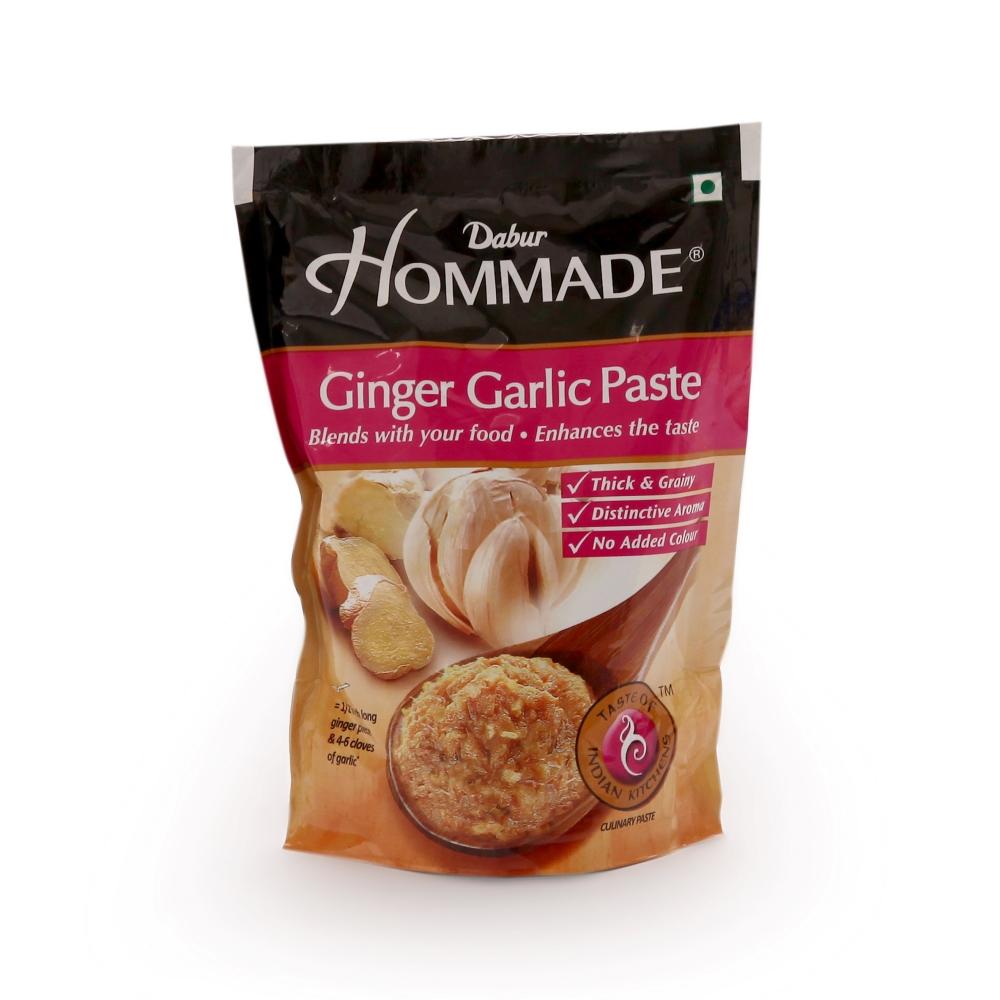 Dabur
HOMMADE®
Ginger Garlic Paste
Blends with your food • Enhances the taste
✓ Thick & Grainy
✓ Distinctive Aroma
✓ No Added Colour
long
ginger
& 4-6 cloves
of garlic*
TASTE OF INDIAN KITCHENS ™
CULINARY PASTE